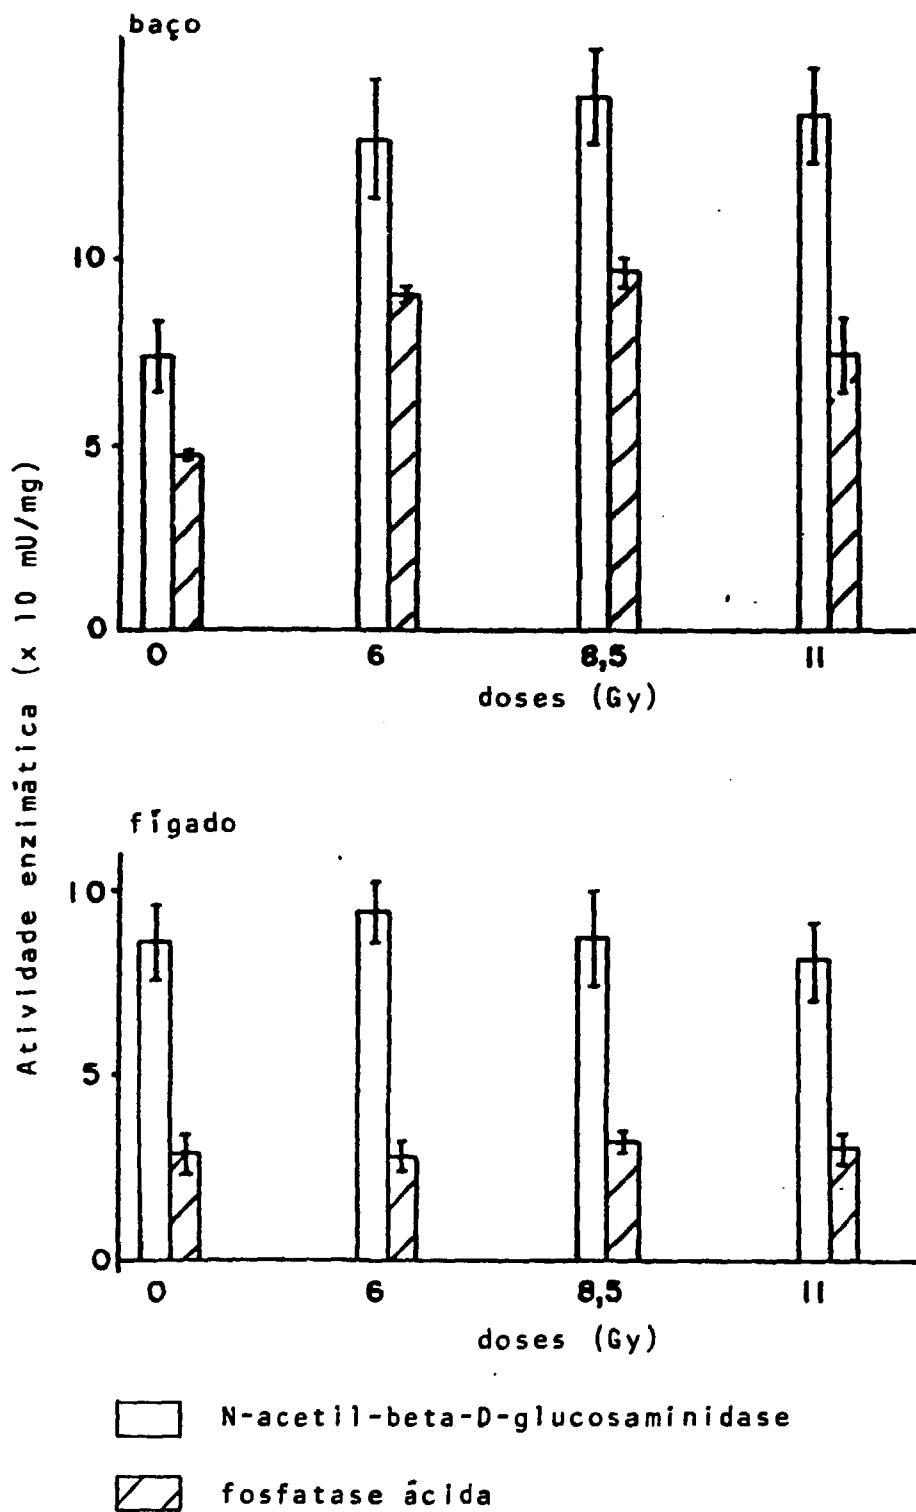 baço
10
5
0
0 6 8,5 11
doses (Gy)
Atividade enzimática (x 10 mU/mg)
fígado
10
5
0
0 6 8,5 11
doses (Gy)
N-acetil-beta-D-glucosaminidase
fosfatase ácida